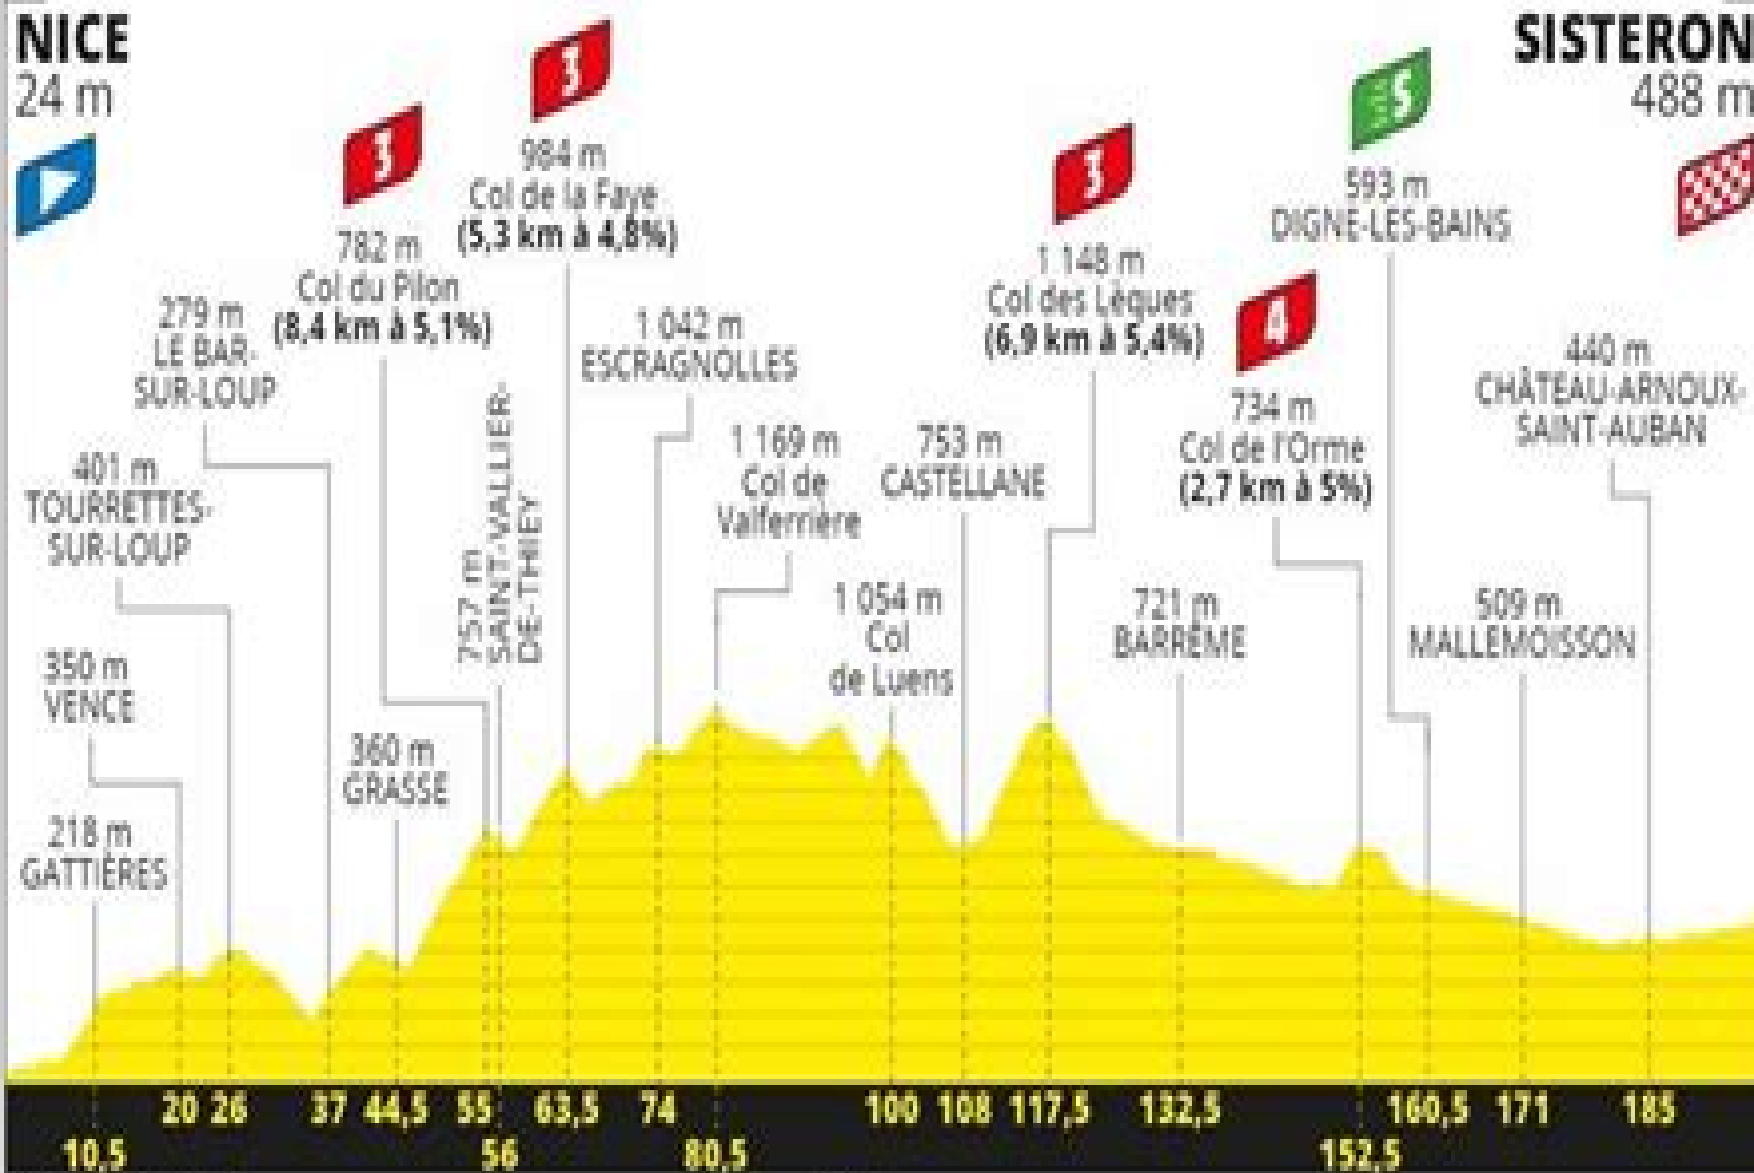 NICE
24 m
SISTERON
488 m
3
984 m
Col de la Faye
(5,3 km à 4,8%)
3
782 m
Col du Pilon
(8,4 km à 5,1%)
3
1 148 m
Col des Lèques
(6,9 km à 5,4%)
S
593 m
DIGNE-LES-BAINS
4
734 m
Col de l'Orme
(2,7 km à 5%)
279 m
LE BAR-
SUR-LOUP
1 042 m
ESCRAGNOLLES
440 m
CHÂTEAU-ARNOUX-
SAINT-AUBAN
401 m
TOURRETTES-
SUR-LOUP
757 m
SAINT-VALLIER-
DE-THIEY
1 169 m
Col de
Valferrière
753 m
CASTELLANE
1 054 m
Col
de Luens
721 m
BARRÊME
509 m
MALLEMOISSON
350 m
VENCE
360 m
GRASSE
218 m
GATTIÈRES
20 26 37 44,5 55 63,5 74 100 108 117,5 132,5 160,5 171 185
10,5 56 80,5 152,5